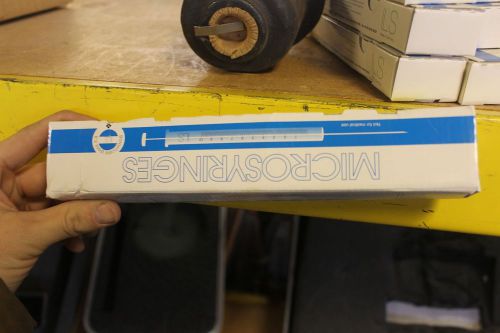 Not for medical use
MICROSYRINGES